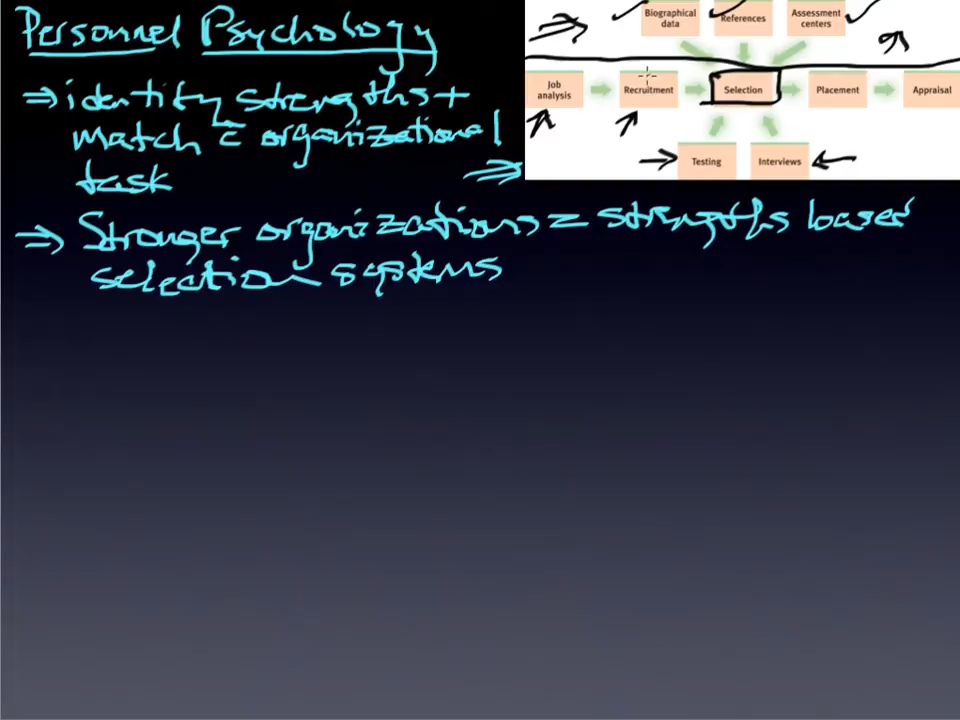 Personnel Psychology
⇒ identify strengths +
match c̄ organizational
task
⇒ Stronger organizations = strengths based
selection systems
Biographical data
References
Assessment centers
Job analysis
Recruitment
Selection
Placement
Appraisal
Testing
Interviews